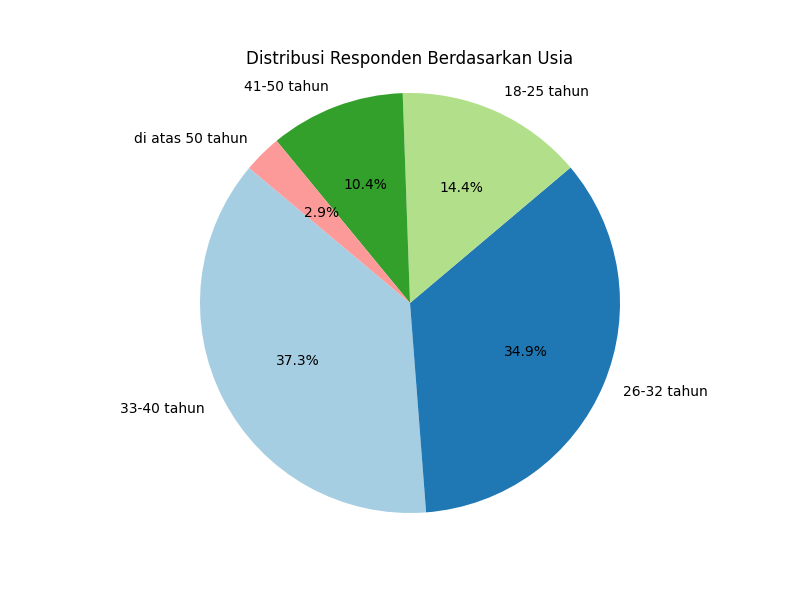 Distribusi Responden Berdasarkan Usia
41-50 tahun
18-25 tahun
di atas 50 tahun
10.4%
14.4%
2.9%
34.9%
37.3%
26-32 tahun
33-40 tahun